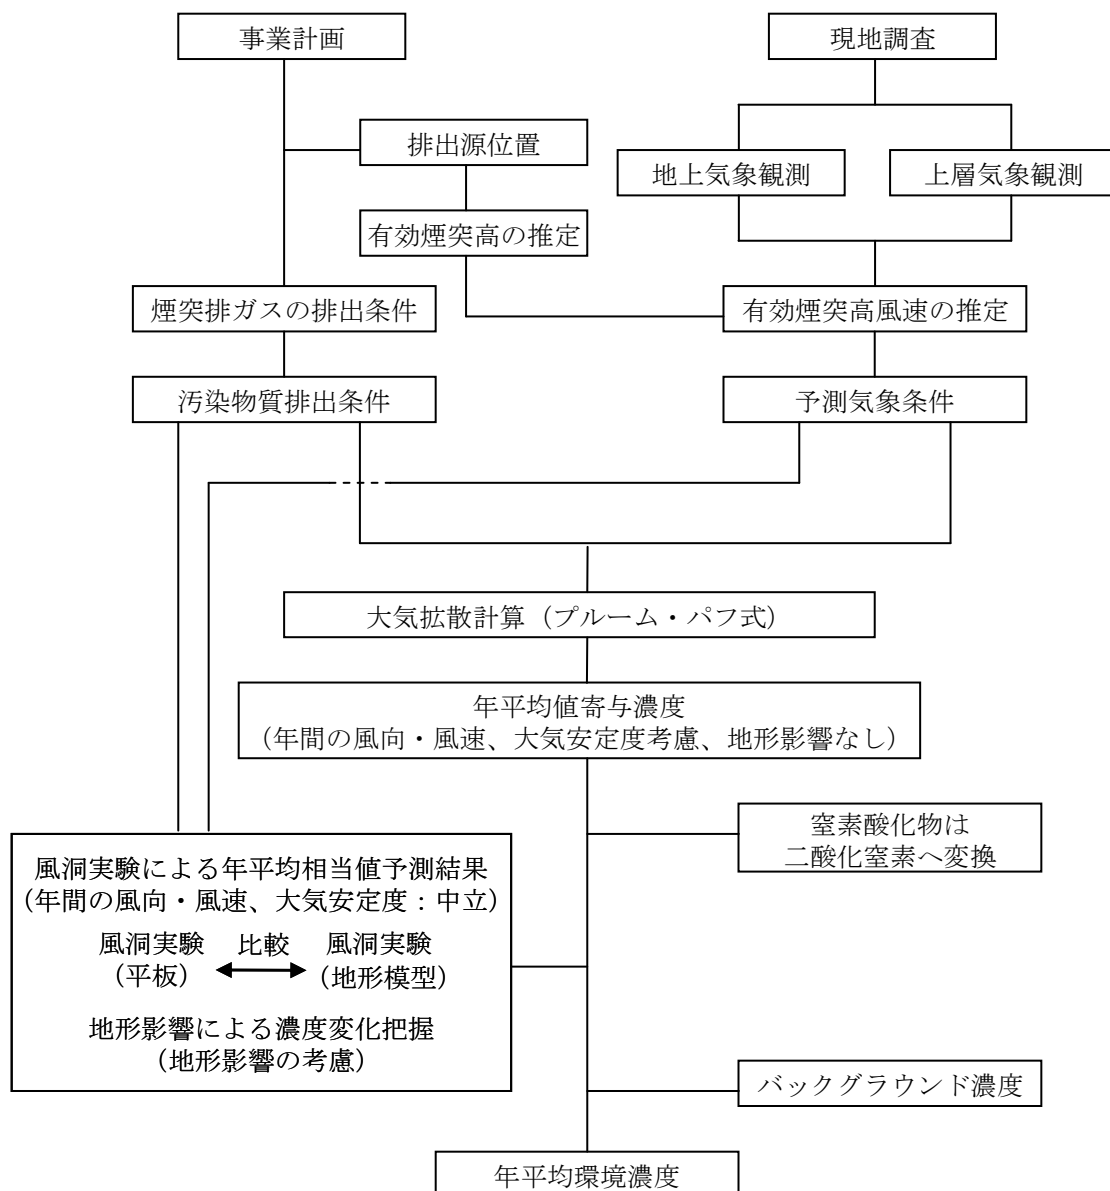 事業計画
現地調査
排出源位置
地上気象観測
上層気象観測
有効煙突高の推定
煙突排ガスの排出条件
有効煙突高風速の推定
汚染物質排出条件
予測気象条件
大気拡散計算（プルーム・パフ式）
年平均値寄与濃度
（年間の風向・風速、大気安定度考慮、地形影響なし）
窒素酸化物は
二酸化窒素へ変換
風洞実験による年平均相当値予測結果
（年間の風向・風速、大気安定度：中立）
風洞実験
（平板）
比較
風洞実験
（地形模型）
地形影響による濃度変化把握
（地形影響の考慮）
バックグラウンド濃度
年平均環境濃度